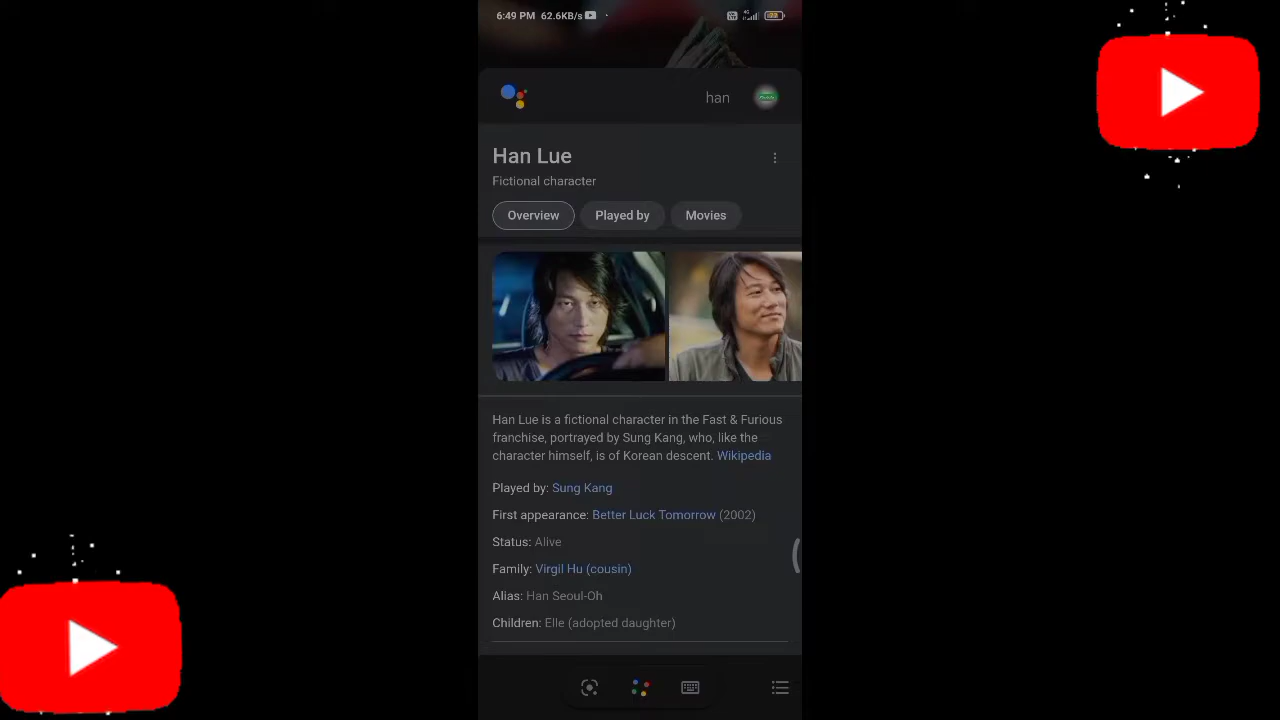 6:49 PM 62.6KB/s
4G
han
Han Lue
Fictional character
Overview
Played by
Movies
Han Lue is a fictional character in the Fast & Furious
franchise, portrayed by Sung Kang, who, like the
character himself, is of Korean descent. Wikipedia
Played by: Sung Kang
First appearance: Better Luck Tomorrow (2002)
Status: Alive
Family: Virgil Hu (cousin)
Alias: Han Seoul-Oh
Children: Elle (adopted daughter)